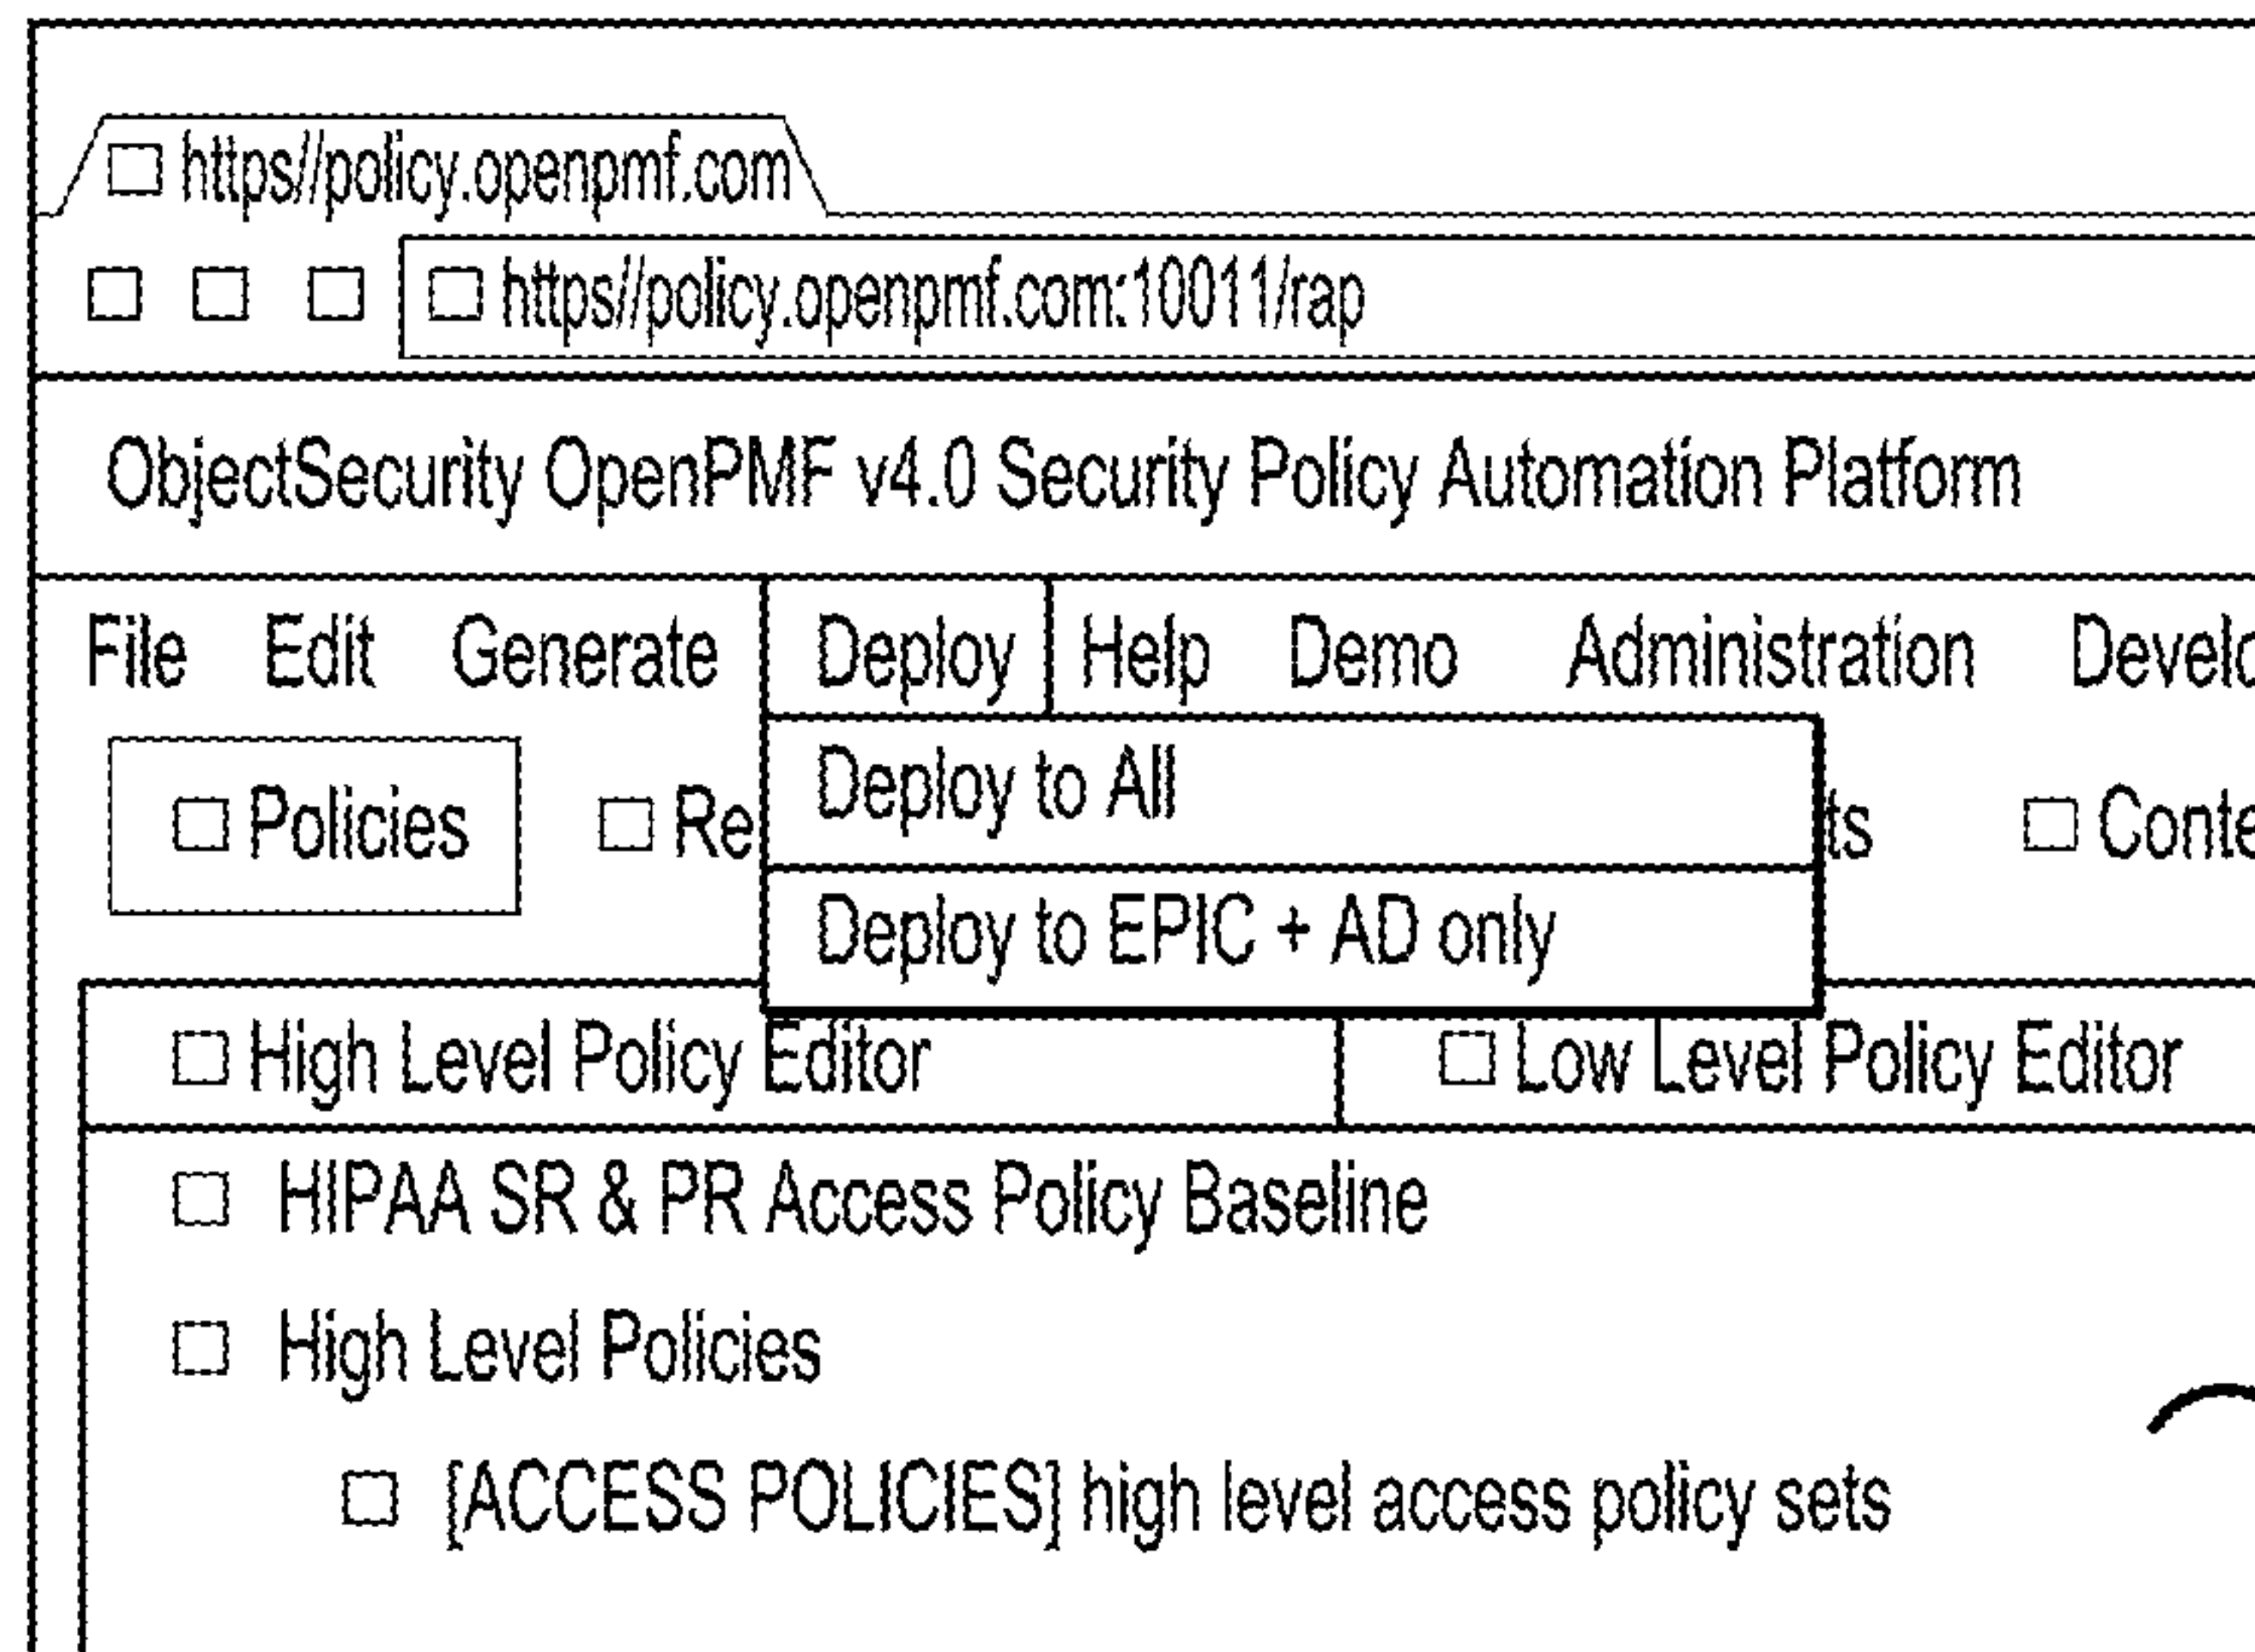 https//policy.openpmf.com
https//policy.openpmf.com:10011/rap
ObjectSecurity OpenPMF v4.0 Security Policy Automation Platform
File Edit Generate Deploy Help Demo Administration
Deploy to All
Policies
Deploy to EPIC + AD only
High Level Policy Editor Low Level Policy Editor
HIPAA SR & PR Access Policy Baseline
High Level Policies
[ACCESS POLICIES] high level access policy sets